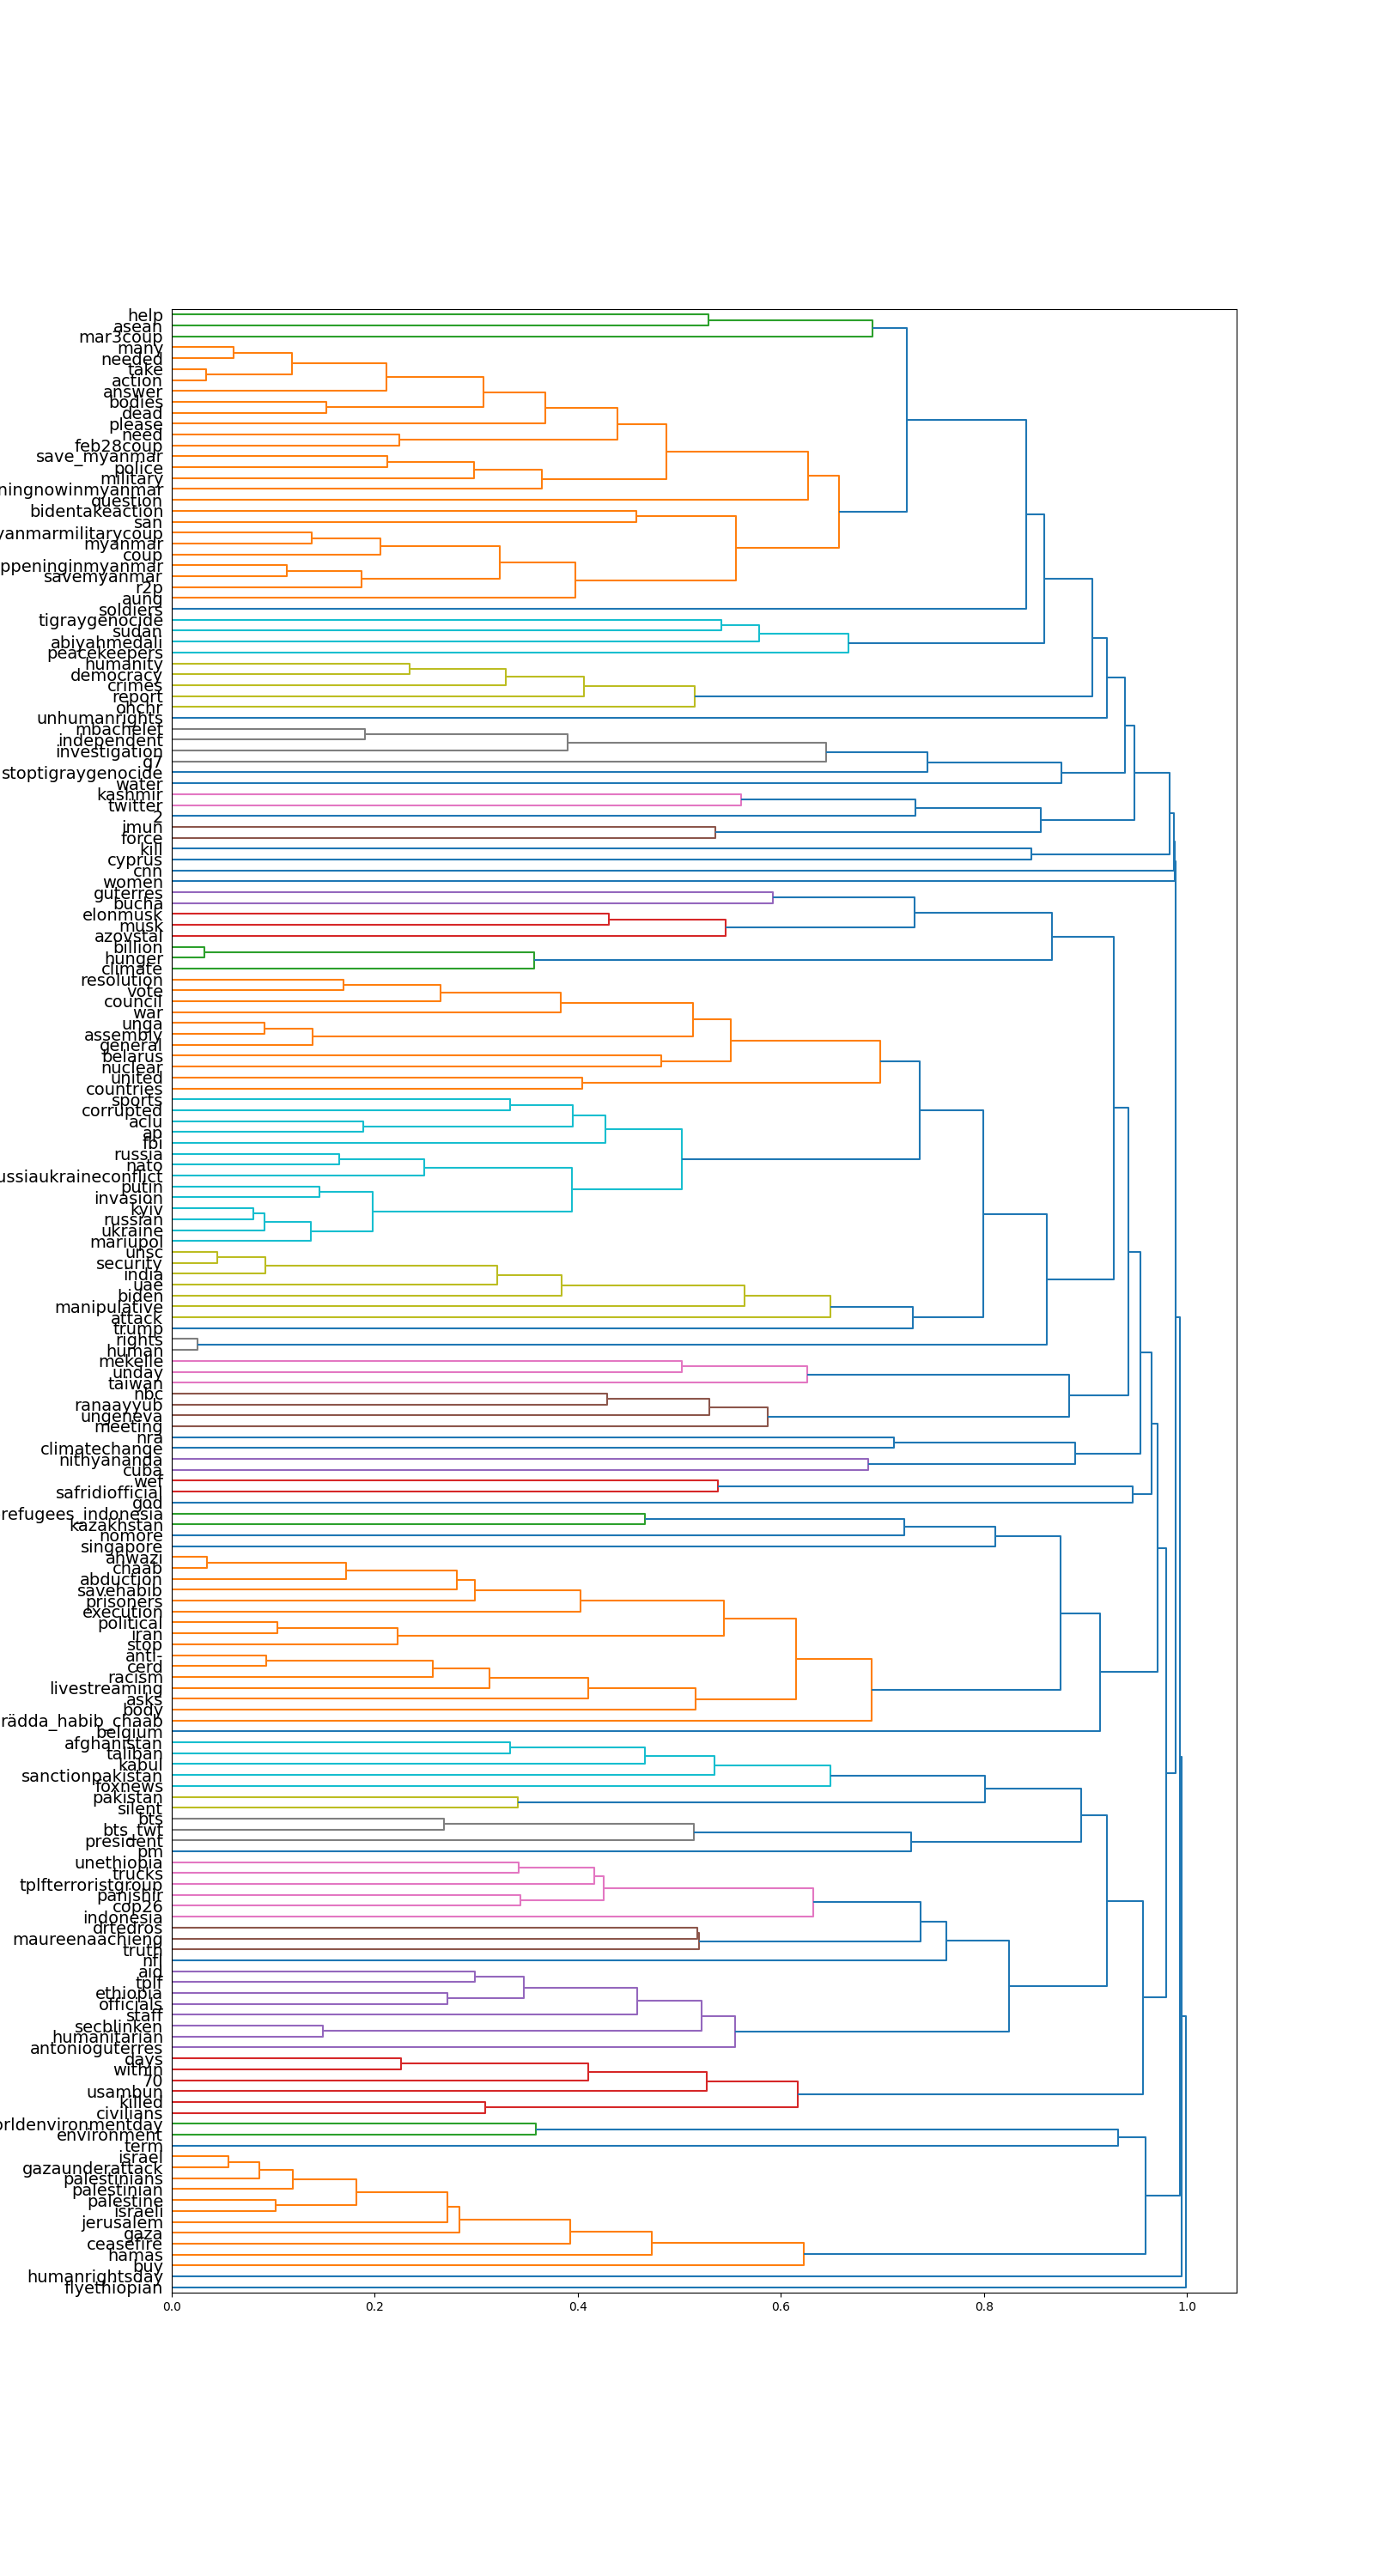 help
asean
mar3coup
many
needed
take
action
answer
bodies
dead
please
need
feb28coup
save_myanmar
police
military
ningnowinmyanmar
question
bidentakeaction
san
yanmarmilitarycoup
myanmar
coup
ppeninginmyanmar
savemyanmar
r2p
aung
soldiers
tigraygenocide
sudan
abiyahmedali
peacekeepers
humanity
democracy
crimes
report
ohchr
unhumanrights
mbachelet
independent
investigation
g7
stoptigraygenocide
water
kashmir
twitter
2
imun
force
kill
cyprus
cnn
women
guterres
bucha
elonmusk
musk
azovstal
billion
hunger
climate
resolution
vote
council
war
unga
assembly
general
belarus
nuclear
united
countries
sports
corrupted
aclu
ap
fbi
russia
nato
ussiaukraineconflict
putin
invasion
kyiv
russian
ukraine
mariupol
unsc
security
india
uae
biden
manipulative
attack
trump
rights
human
mekelle
unday
taiwan
nbc
ranaayyub
ungeneva
meeting
nra
climatechange
nithyananda
cuba
wef
safridiofficial
god
refugees_indonesia
kazakhstan
nomore
singapore
ahwazi
chaab
abduction
savehabib
prisoners
execution
political
iran
stop
anti-
cerd
racism
livestreaming
asks
body
rädda_habib_chaab
belgium
afghanistan
taliban
kabul
sanctionpakistan
foxnews
pakistan
silent
bts
bts_twt
president
pm
unethiopia
trucks
tplfterroristgroup
panjshir
cop26
indonesia
drtedros
maureenaachieng
truth
nfl
aid
tplf
ethiopia
officials
staff
secblinken
humanitarian
antonioguterres
days
within
70
usambun
killed
civilians
orldenvironmentday
environment
term
israel
gazaunderattack
palestinians
palestinian
palestine
israeli
jerusalem
gaza
ceasefire
hamas
buy
humanrightsday
flyethiopian
0.0 0.2 0.4 0.6 0.8 1.0